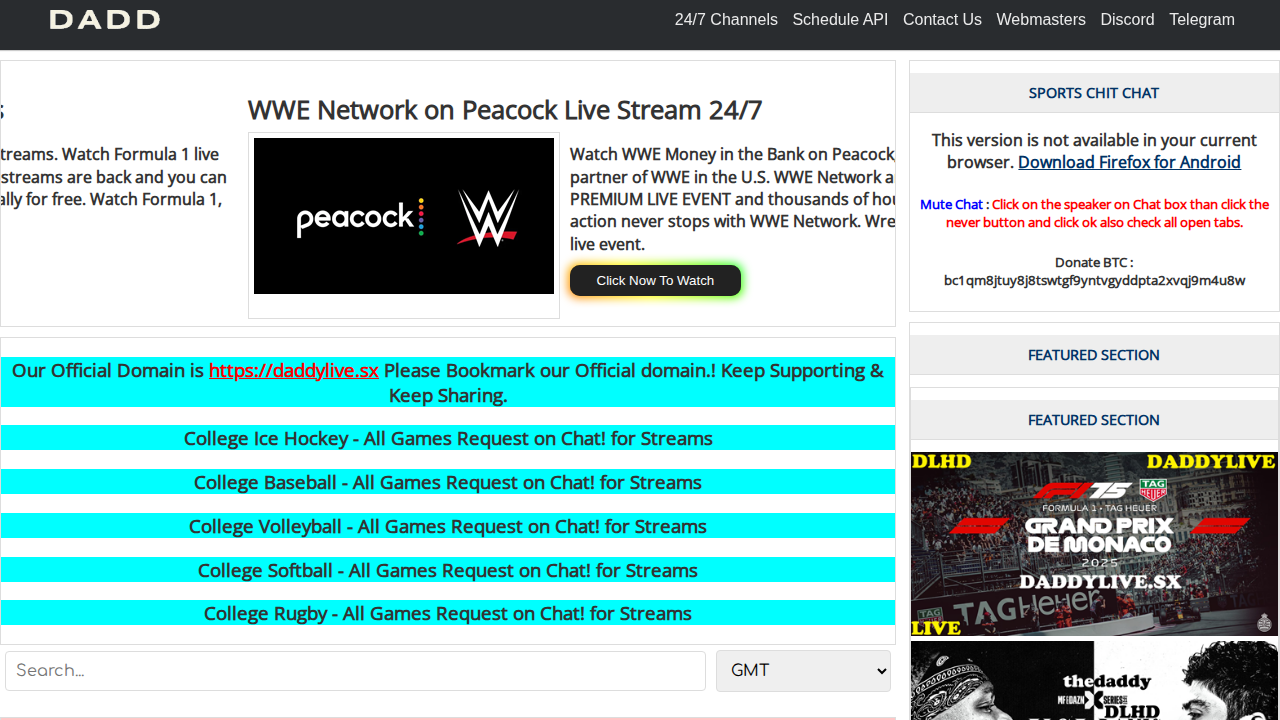 DADD
24/7 Channels Schedule API Contact Us Webmasters Discord Telegram
WWE Network on Peacock Live Stream 24/7
treams. Watch Formula 1 live
streams are back and you can
ally for free. Watch Formula 1,
peacock W
Watch WWE Money in the Bank on Peacock,
partner of WWE in the U.S. WWE Network a
PREMIUM LIVE EVENT and thousands of hou
action never stops with WWE Network. Wre
live event.
Click Now To Watch
Our Official Domain is https://daddylive.sx Please Bookmark our Official domain.! Keep Supporting &
Keep Sharing.
College Ice Hockey - All Games Request on Chat! for Streams
College Baseball - All Games Request on Chat! for Streams
College Volleyball - All Games Request on Chat! for Streams
College Softball - All Games Request on Chat! for Streams
College Rugby - All Games Request on Chat! for Streams
Search...
GMT
SPORTS CHIT CHAT
This version is not available in your current
browser. Download Firefox for Android
Mute Chat : Click on the speaker on Chat box than click the
never button and click ok also check all open tabs.
Donate BTC :
bc1qm8jtuy8j8tswtgf9yntvgyddpta2xvqj9m4u8w
FEATURED SECTION
FEATURED SECTION
DLHD DADDYLIVE
F1 75 TAG HEUER
FORMULA 1 • TAG HEUER
GRAND PRIX
DE MONACO
2025
DADDYLIVE.SX
TAGHeuer
LIVE
thedaddy
MF&DAZN X SERIES
DLHD